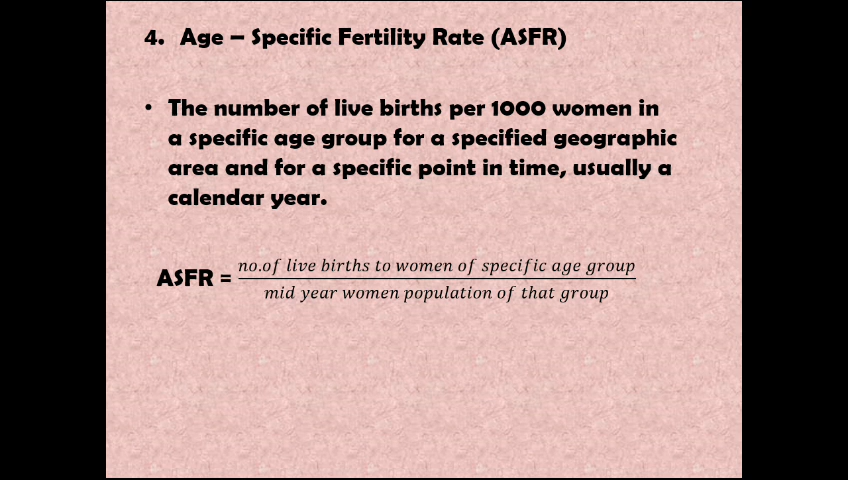 4. Age – Specific Fertility Rate (ASFR)
• The number of live births per 1000 women in
a specific age group for a specified geographic
area and for a specific point in time, usually a
calendar year.
ASFR = no.of live births to women of specific age group
mid year women population of that group